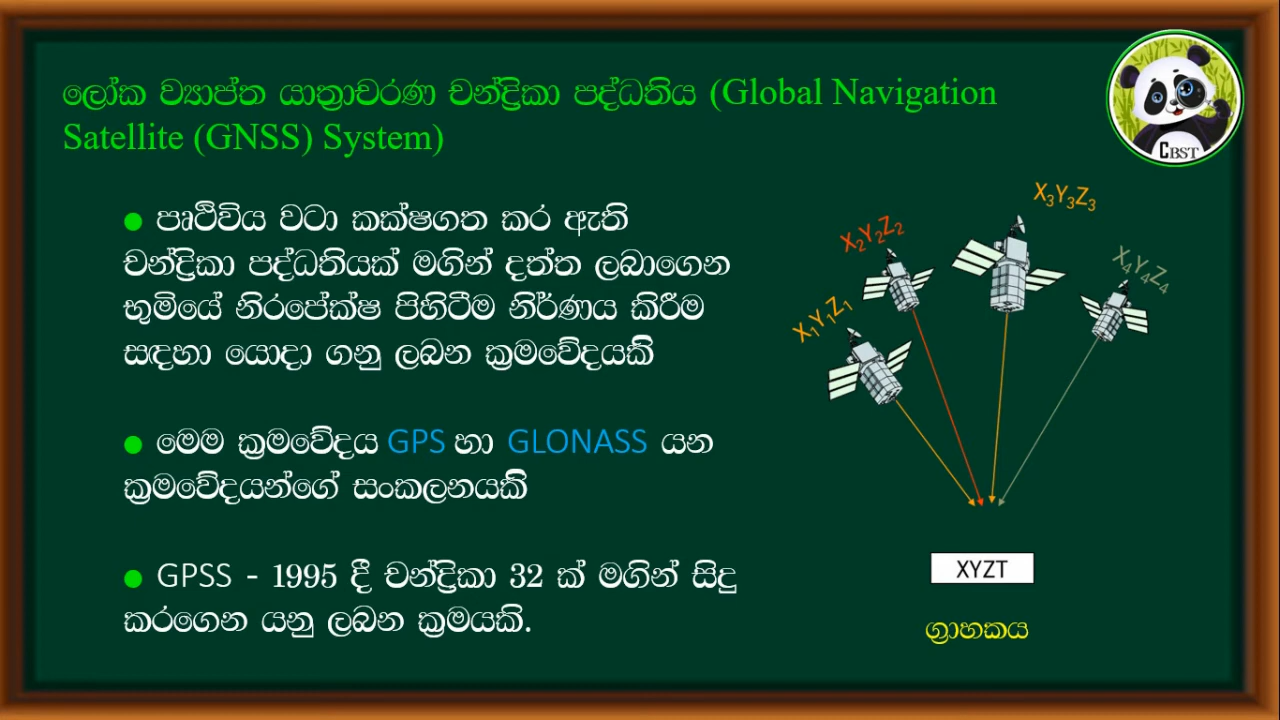 ලෝක ව්‍යාප්ත යාත්‍රාචරණ චන්ද්‍රිකා පද්ධතිය (Global Navigation
Satellite (GNSS) System)
CBST
● පෘථිවිය වටා කක්ෂගත කර ඇති
චන්ද්‍රිකා පද්ධතියක් මගින් දත්ත ලබාගෙන
භූමියේ නිරපේක්ෂ පිහිටීම නිර්ණය කිරීම
සඳහා යොදා ගනු ලබන ක්‍රමවේදයකි
● මෙම ක්‍රමවේදය GPS හා GLONASS යන
ක්‍රමවේදයන්ගේ සංකලනයකි
● GPSS - 1995 දී චන්ද්‍රිකා 32 ක් මගින් සිදු
කරගෙන යනු ලබන ක්‍රමයකි.
X₃Y₃Z₃
X₂Y₂Z₂
X₄Y₄Z₄
X₁Y₁Z₁
XYZT
ග්‍රාහකය